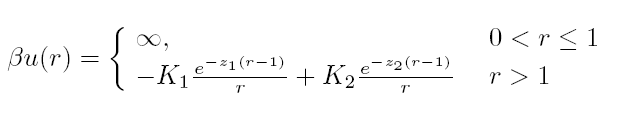 βu(r) = { ∞, 0 < r ≤ 1
−K₁ e^{−z₁(r−1)}/r + K₂ e^{−z₂(r−1)}/r r > 1